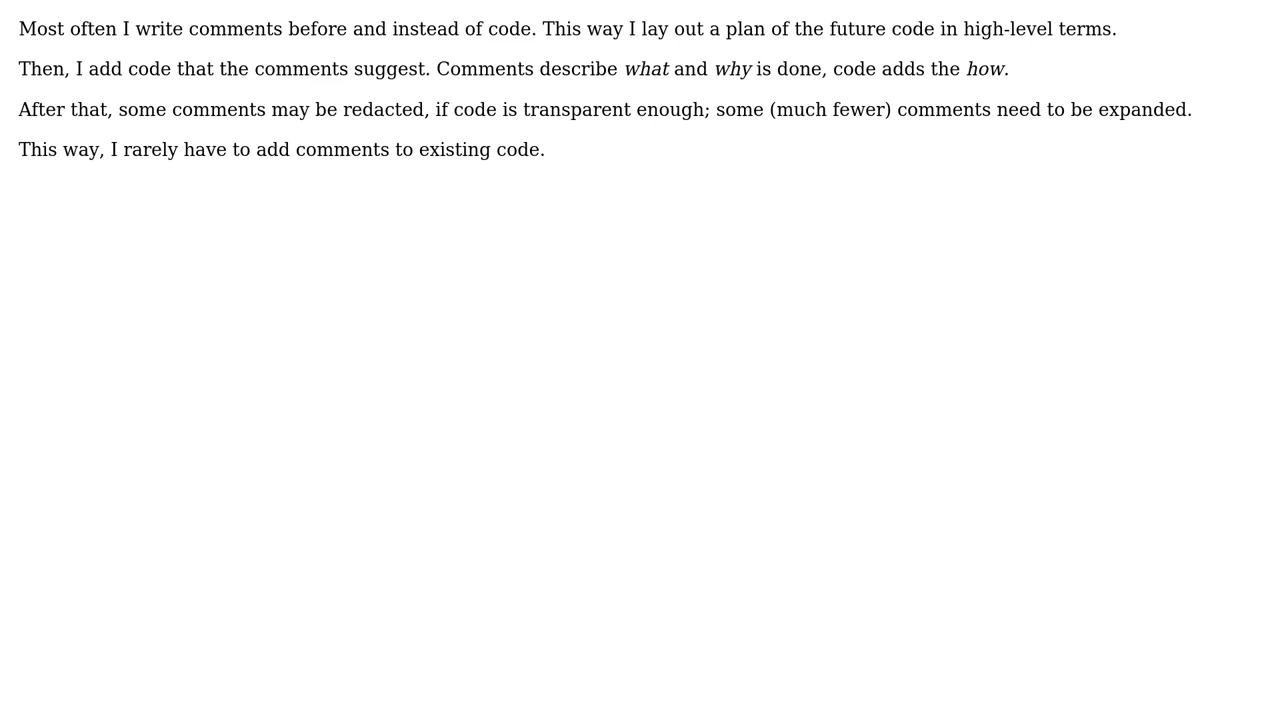 Most often I write comments before and instead of code. This way I lay out a plan of the future code in high-level terms.
Then, I add code that the comments suggest. Comments describe what and why is done, code adds the how.
After that, some comments may be redacted, if code is transparent enough; some (much fewer) comments need to be expanded.
This way, I rarely have to add comments to existing code.